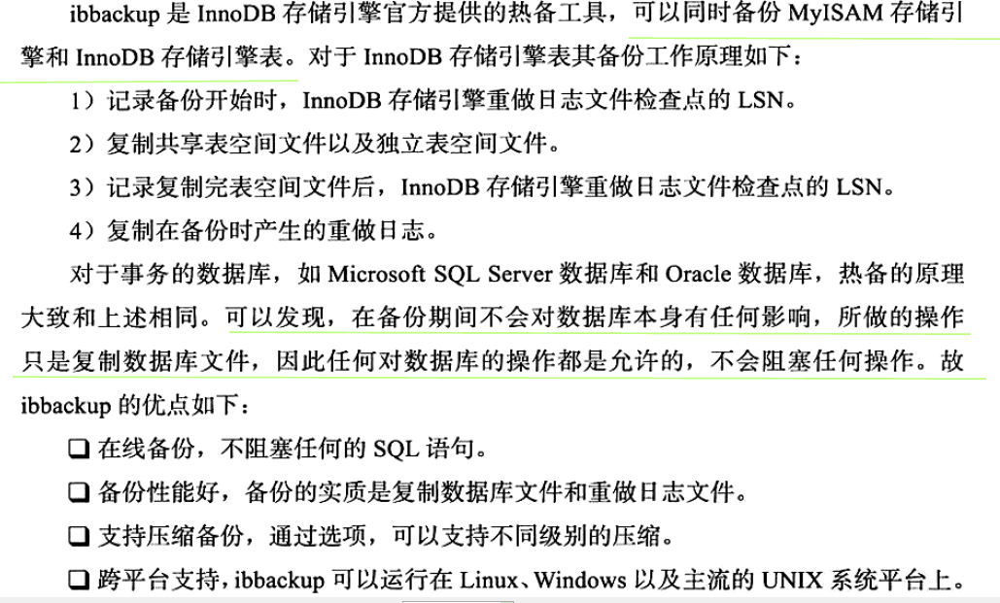 ibbackup 是 InnoDB 存储引擎官方提供的热备工具，可以同时备份 MyISAM 存储引
擎和 InnoDB 存储引擎表。对于 InnoDB 存储引擎表其备份工作原理如下：
1）记录备份开始时，InnoDB 存储引擎重做日志文件检查点的 LSN。
2）复制共享表空间文件以及独立表空间文件。
3）记录复制完表空间文件后，InnoDB 存储引擎重做日志文件检查点的 LSN。
4）复制在备份时产生的重做日志。
对于事务的数据库，如 Microsoft SQL Server 数据库和 Oracle 数据库，热备的原理
大致和上述相同。可以发现，在备份期间不会对数据库本身有任何影响，所做的操作
只是复制数据库文件，因此任何对数据库的操作都是允许的，不会阻塞任何操作。故
ibbackup 的优点如下：
❑ 在线备份，不阻塞任何的 SQL 语句。
❑ 备份性能好，备份的实质是复制数据库文件和重做日志文件。
❑ 支持压缩备份，通过选项，可以支持不同级别的压缩。
❑ 跨平台支持，ibbackup 可以运行在 Linux、Windows 以及主流的 UNIX 系统平台上。